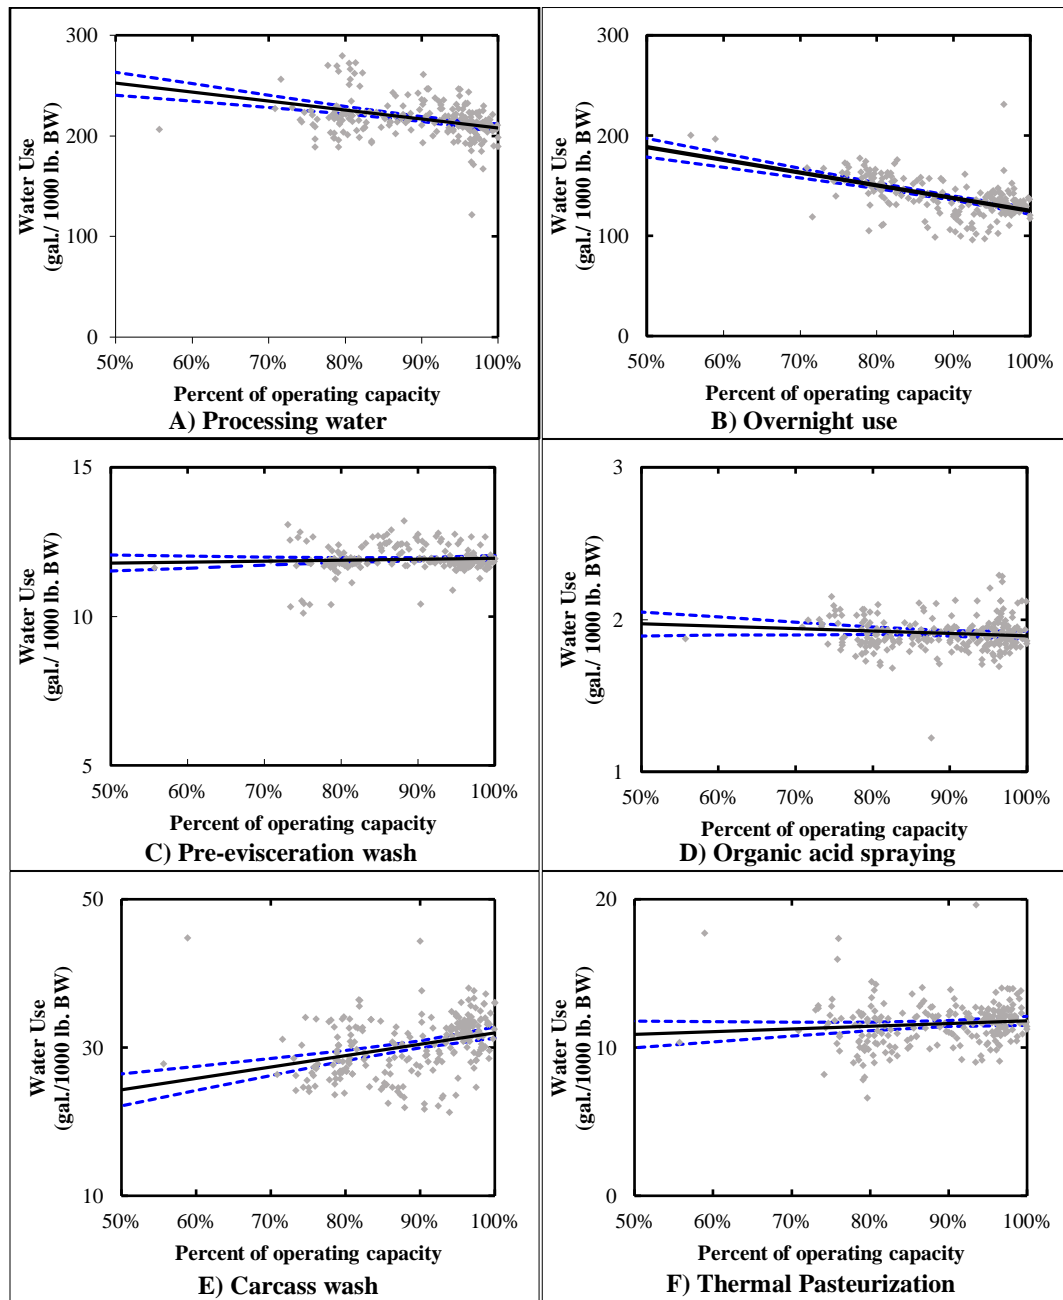 300
200
100
0
50% 60% 70% 80% 90% 100%
Water Use
(gal./ 1000 lb. BW)
Percent of operating capacity
A) Processing water
300
200
100
0
50% 60% 70% 80% 90% 100%
Water Use
(gal./ 1000 lb. BW)
Percent of operating capacity
B) Overnight use
15
10
5
50% 60% 70% 80% 90% 100%
Water Use
(gal./ 1000 lb. BW)
Percent of operating capacity
C) Pre-evisceration wash
3
2
1
50% 60% 70% 80% 90% 100%
Water Use
(gal./ 1000 lb. BW)
Percent of operating capacity
D) Organic acid spraying
50
30
10
50% 60% 70% 80% 90% 100%
Water Use
(gal./1000 lb. BW)
Percent of operating capacity
E) Carcass wash
20
10
0
50% 60% 70% 80% 90% 100%
Water Use
(gal./ 1000 lb. BW)
Percent of operating capacity
F) Thermal Pasteurization